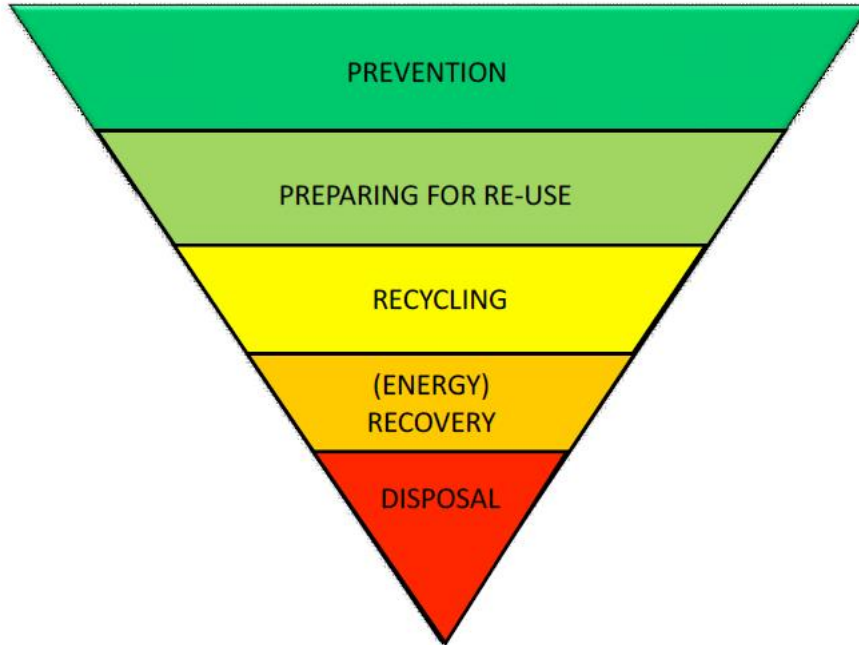 PREVENTION
PREPARING FOR RE-USE
RECYCLING
(ENERGY)
RECOVERY
DISPOSAL